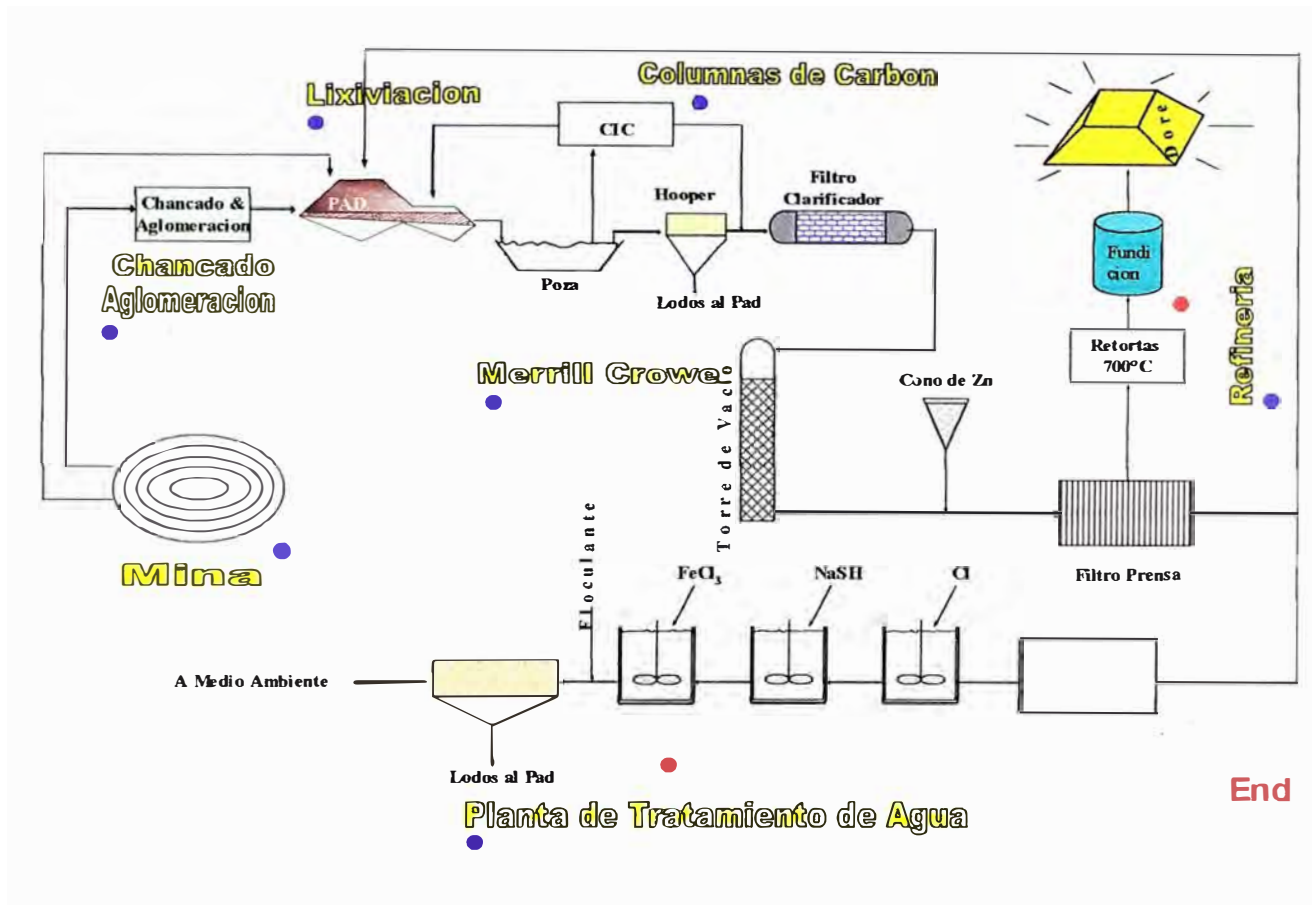 Columnas de Carbon
Lixiviacion
CIC
Dore
Chancado &
Aglomeracion
PAD.
Hooper
Filtro
Clarificador
Fundi
cion
Chancado
Aglomeracion
Poza
Lodos al Pad
Refineria
Retortas
700°C
Merrill Crowe
Torre de Vacio
Cono de Zn
Mina
Floculante
FeCl3
NaSH
Cl
Filtro Prensa
A Medio Ambiente
Lodos al Pad
End
Planta de Tratamiento de Agua